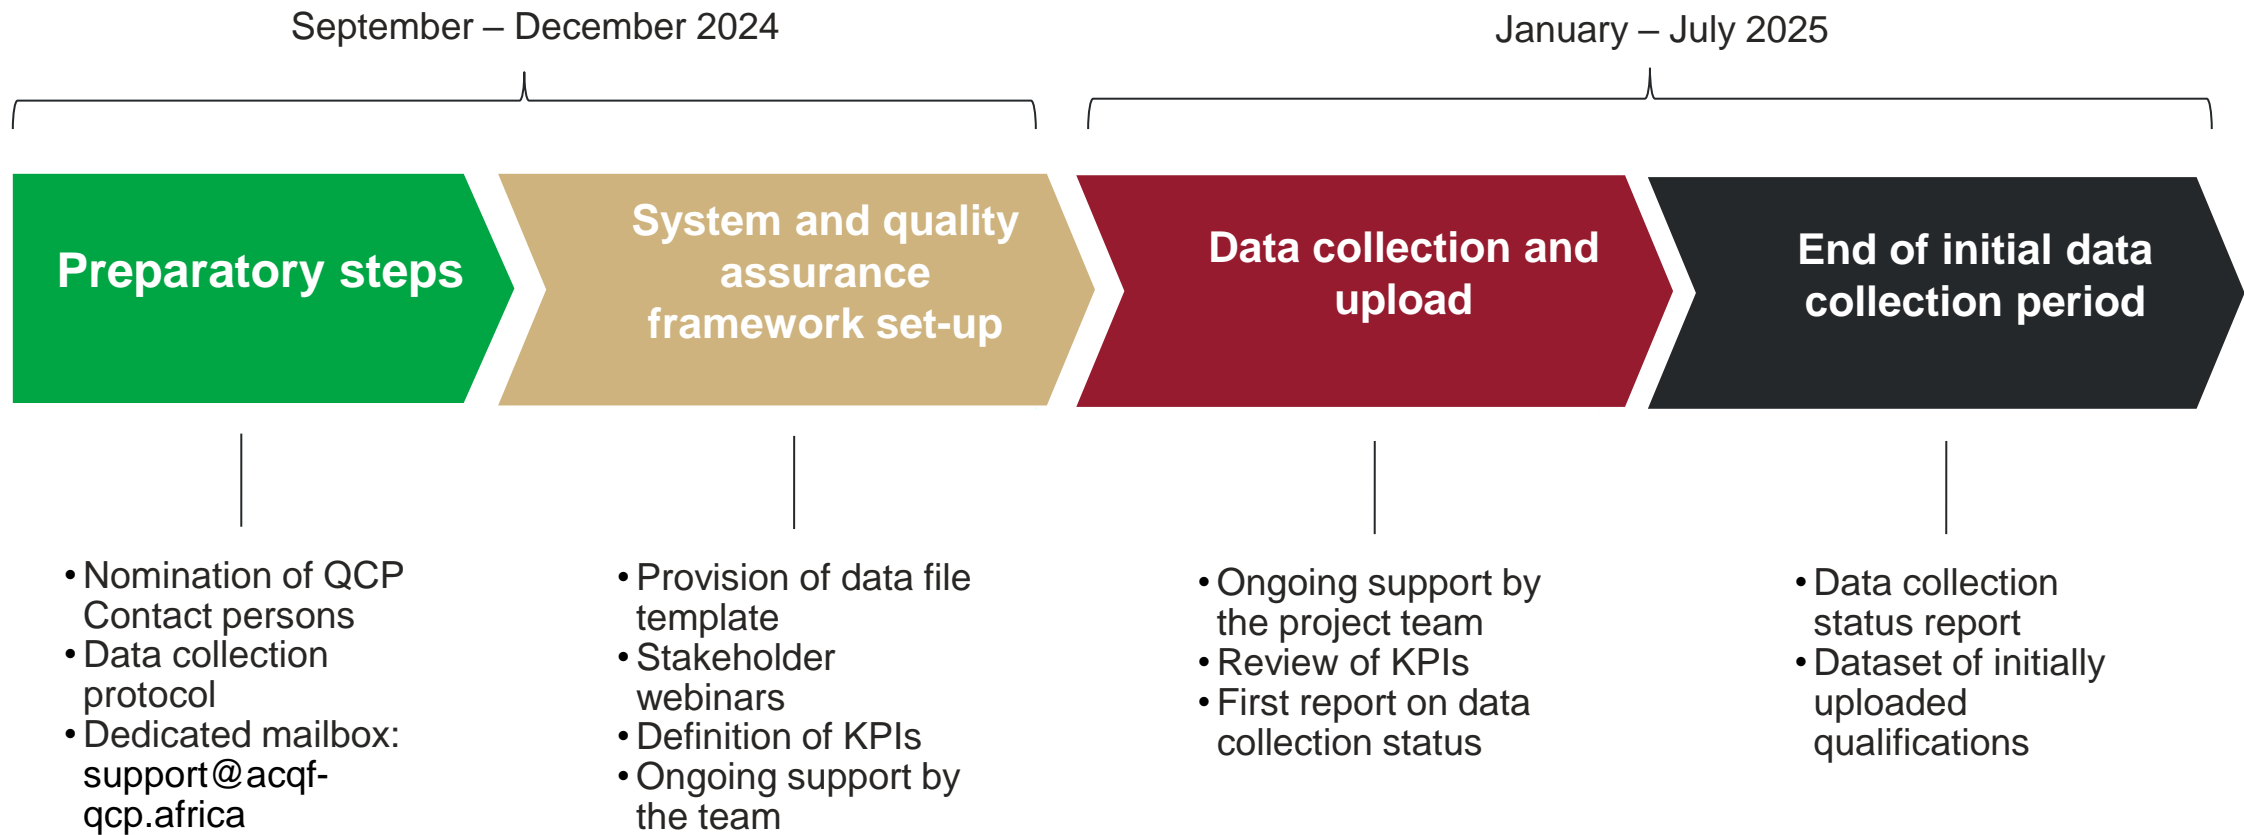 September – December 2024
January – July 2025
Preparatory steps
System and quality
assurance
framework set-up
Data collection and
upload
End of initial data
collection period
• Nomination of QCP
Contact persons
• Data collection
protocol
• Dedicated mailbox:
support@acqf-
qcp.africa
• Provision of data file
template
• Stakeholder
webinars
• Definition of KPIs
• Ongoing support by
the team
• Ongoing support by
the project team
• Review of KPIs
• First report on data
collection status
• Data collection
status report
• Dataset of initially
uploaded
qualifications